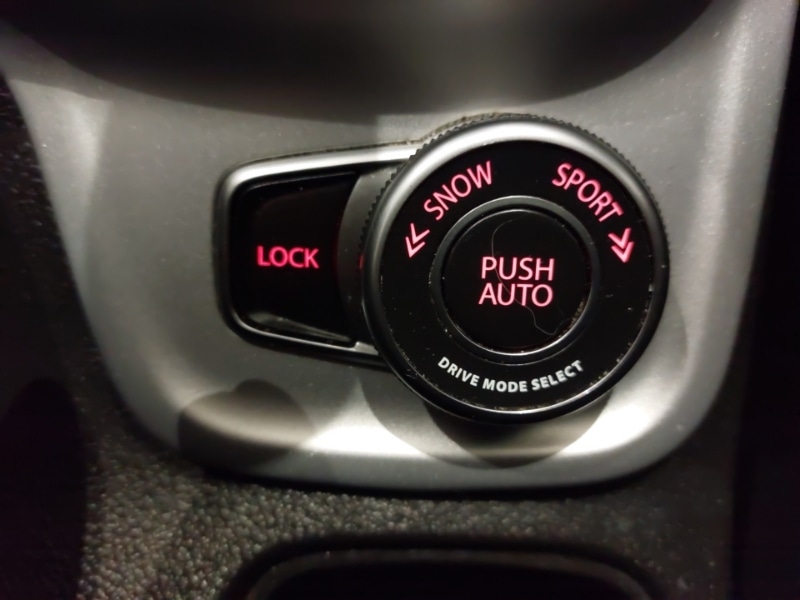 SNOW
SPORT
LOCK
PUSH
AUTO
DRIVE MODE SELECT